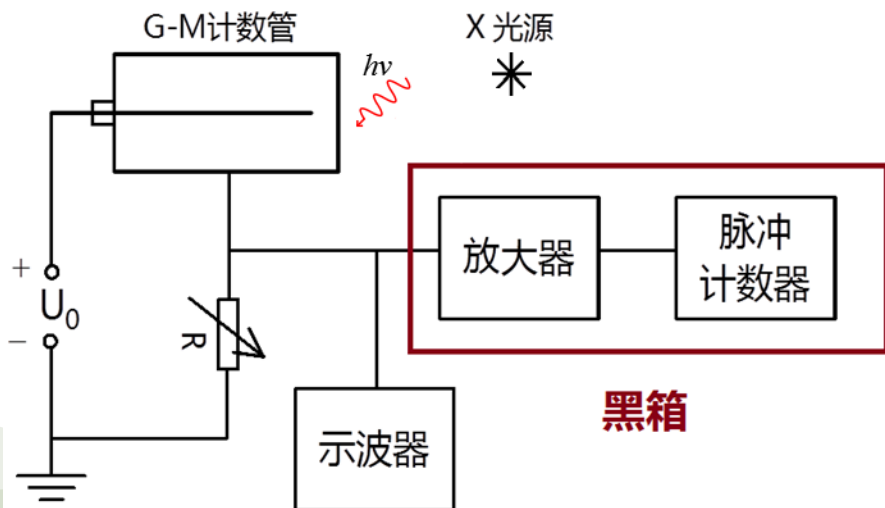 G-M计数管
X 光源
hν
放大器
脉冲
计数器
+
U₀
−
R
黑箱
示波器